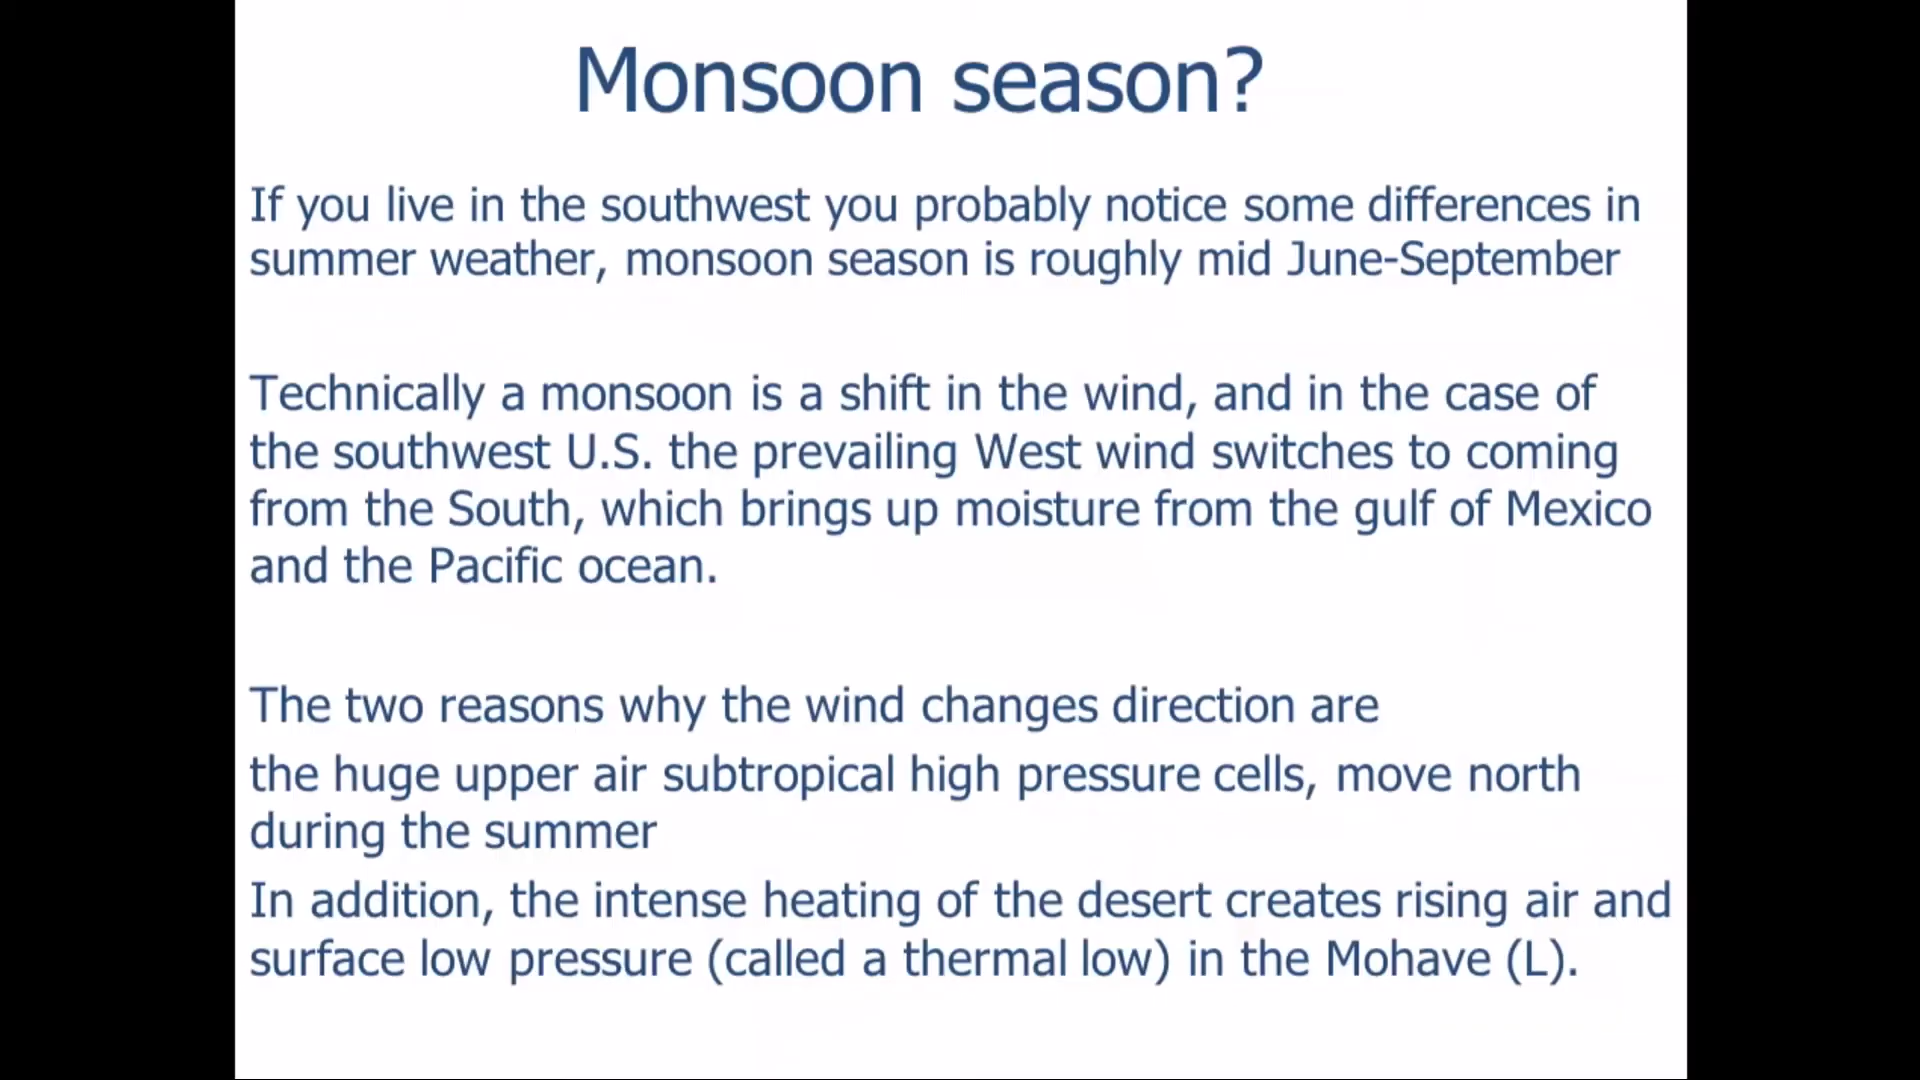 Monsoon season?
If you live in the southwest you probably notice some differences in
summer weather, monsoon season is roughly mid June-September
Technically a monsoon is a shift in the wind, and in the case of
the southwest U.S. the prevailing West wind switches to coming
from the South, which brings up moisture from the gulf of Mexico
and the Pacific ocean.
The two reasons why the wind changes direction are
the huge upper air subtropical high pressure cells, move north
during the summer
In addition, the intense heating of the desert creates rising air and
surface low pressure (called a thermal low) in the Mohave (L).